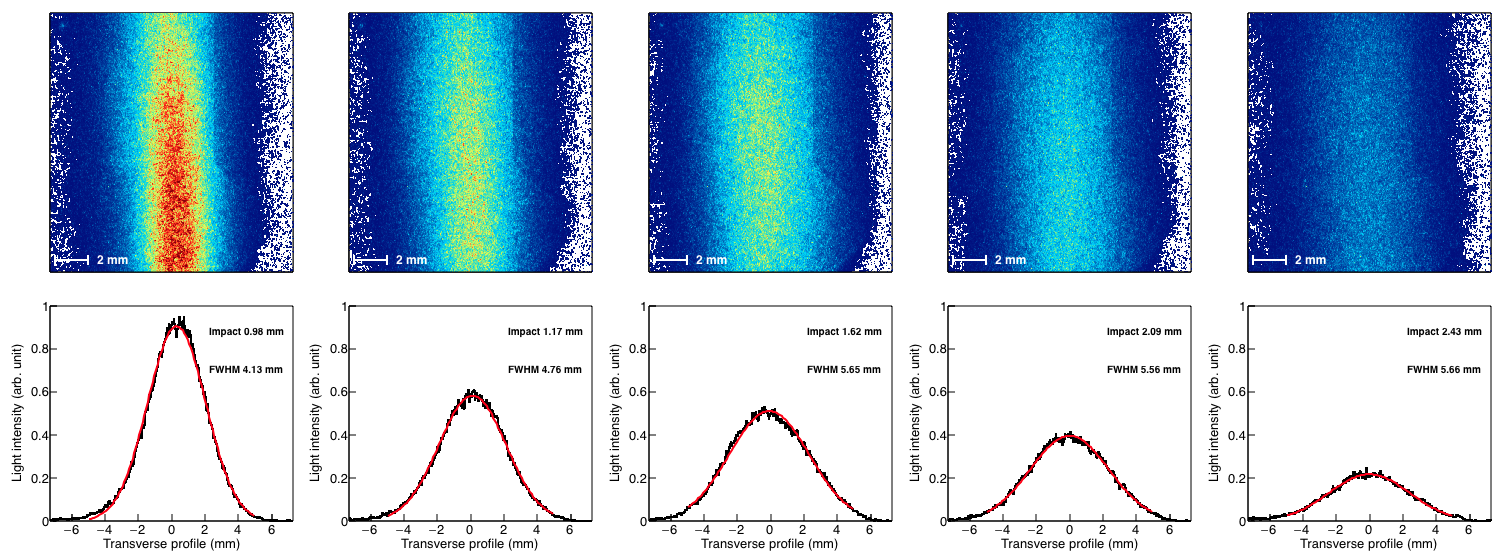 2 mm 2 mm 2 mm 2 mm 2 mm
1 1 1 1 1
Impact 0.98 mm Impact 1.17 mm Impact 1.62 mm Impact 2.09 mm Impact 2.43 mm
0.8 0.8 0.8 0.8 0.8
FWHM 4.13 mm FWHM 4.76 mm FWHM 5.65 mm FWHM 5.56 mm FWHM 5.66 mm
0.6 0.6 0.6 0.6 0.6
0.4 0.4 0.4 0.4 0.4
0.2 0.2 0.2 0.2 0.2
0 0 0 0 0
Light intensity (arb. unit) Light intensity (arb. unit) Light intensity (arb. unit) Light intensity (arb. unit) Light intensity (arb. unit)
−6 −4 −2 0 2 4 6 −6 −4 −2 0 2 4 6 −6 −4 −2 0 2 4 6 −6 −4 −2 0 2 4 6 −6 −4 −2 0 2 4 6
Transverse profile (mm) Transverse profile (mm) Transverse profile (mm) Transverse profile (mm) Transverse profile (mm)